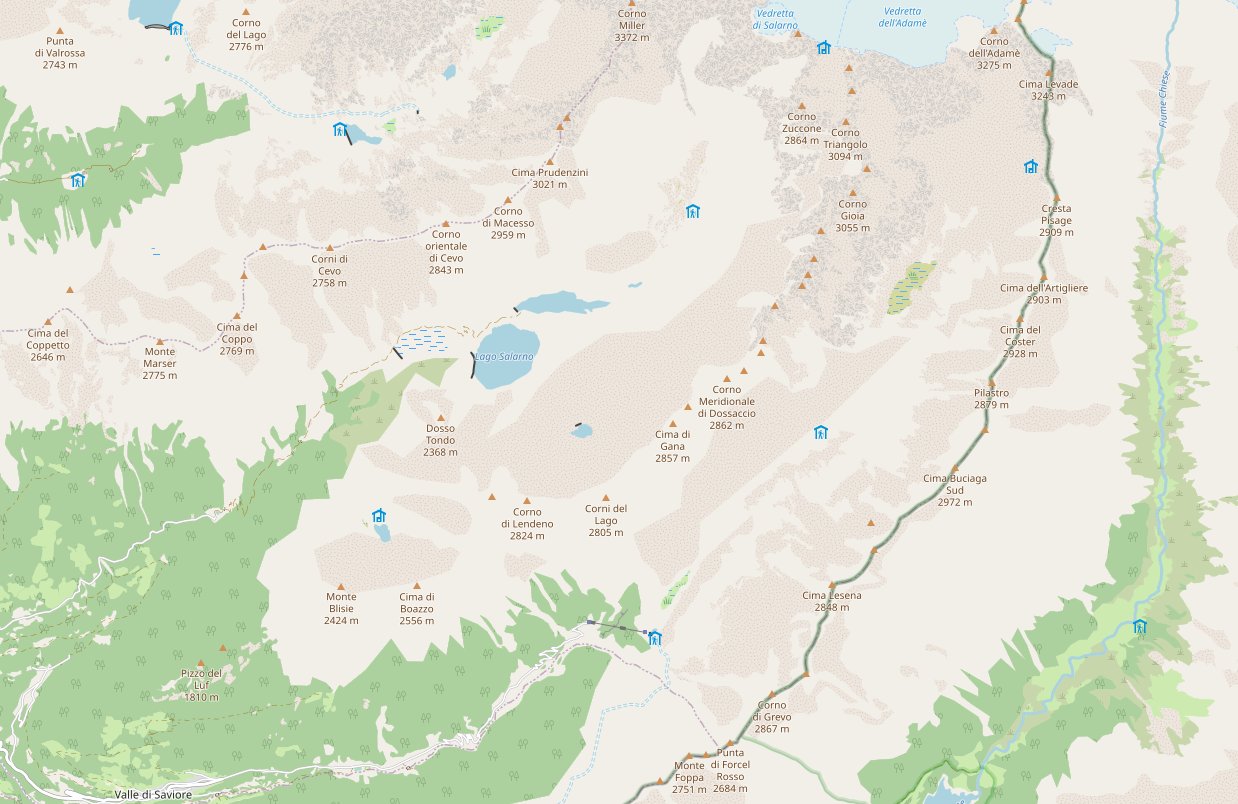 Corno
Miller
3372 m
Vedretta
di Salarno
Vedretta
dell'Adamè
Corno
del Lago
2776 m
Punta
di Valrossa
2743 m
Corno
dell'Adamè
3275 m
Cima Levade
3243 m
Fiume Chiese
Corno
Zuccone
2864 m
Corno
Triangolo
3094 m
Cima Prudenzini
3021 m
Corno
di Macesso
2959 m
Corno
Gioia
3055 m
Cresta
Pisage
2909 m
Corno
orientale
di Cevo
2843 m
Corni di
Cevo
2758 m
Cima dell'Artigliere
2903 m
Cima del
Coppetto
2646 m
Cima del
Coppo
2769 m
Cima del
Coster
2928 m
Monte
Marser
2775 m
Lago Salarno
Corno
Meridionale
di Dossaccio
2862 m
Pilastro
2879 m
Dosso
Tondo
2368 m
Cima di
Gana
2857 m
Cima Buciaga
Sud
2972 m
Corno
di Lendeno
2824 m
Corni del
Lago
2805 m
Monte
Blisie
2424 m
Cima di
Boazzo
2556 m
Cima Lesena
2848 m
Pizzo del
Luf
1810 m
Corno
di Grevo
2867 m
Punta
di Forcel
Rosso
2684 m
Monte
Foppa
2751 m
Valle di Saviore